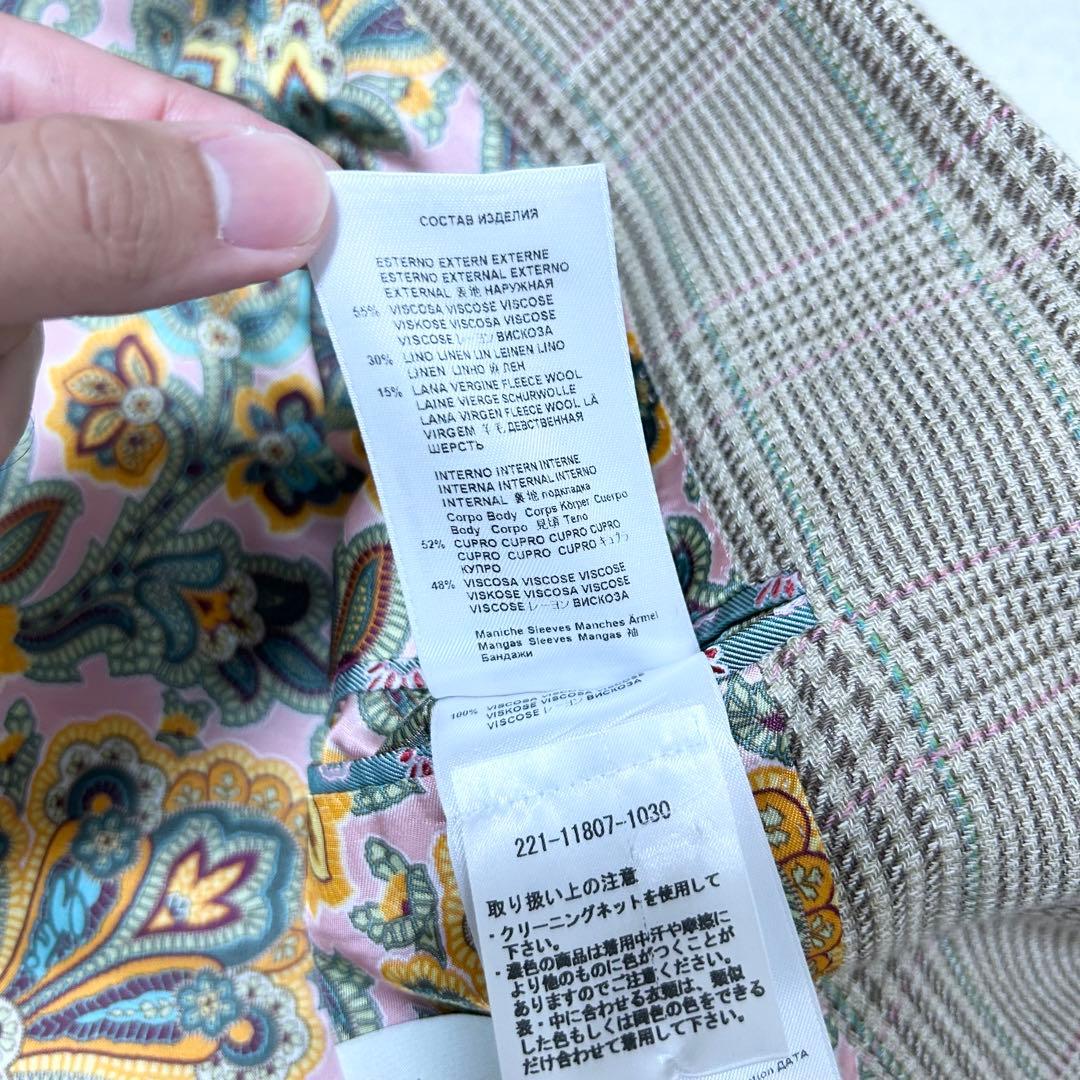 СОСТАВ ИЗДЕЛИЯ
ESTERNO EXTERN EXTERNE
ESTERNO EXTERNAL EXTERNO
EXTERNAL 表地 НАРУЖНАЯ
55% VISCOSA VISCOSE VISCOSE
VISKOSE VISCOSA VISCOSE
VISCOSE レーヨン ВИСКОЗА
30% LINO LINEN LIN LEINEN LINO
LINEN LINHO 麻 ЛЕН
15% LANA VERGINE FLEECE WOOL
LAINE VIERGE SCHURWOLLE
LANA VIRGEN FLEECE WOOL LÃ
VIRGEM 羊毛 ДЕВСТВЕННАЯ
ШЕРСТЬ
INTERNO INTERN INTERNE
INTERNA INTERNAL INTERNO
INTERNAL 裏地 подкладка
Corpo Body Corps Körper Cuerpo
Body Corpo 見頃 Тело
52% CUPRO CUPRO CUPRO CUPRO
CUPRO CUPRO CUPRO キュプラ
КУПРО
48% VISCOSA VISCOSE VISCOSE
VISKOSE VISCOSA VISCOSE
VISCOSE レーヨン ВИСКОЗА
Maniche Sleeves Manches Ärmel
Mangas Sleeves Mangas 袖
Бандажи
100% VISCOSA VISCOSE VISCOSE
VISKOSE VISCOSA VISCOSE
VISCOSE レーヨン ВИСКОЗА
221-11807-1030
取り扱い上の注意
・クリーニングネットを使用して
下さい。
・濃色の商品は着用中汗や摩擦に
より他のものに色がつくことが
ありますのでご注意ください。
表・中に合わせる衣類は、類似
した色もしくは同色の色をできる
だけ合わせて着用して下さい。
ДАТА